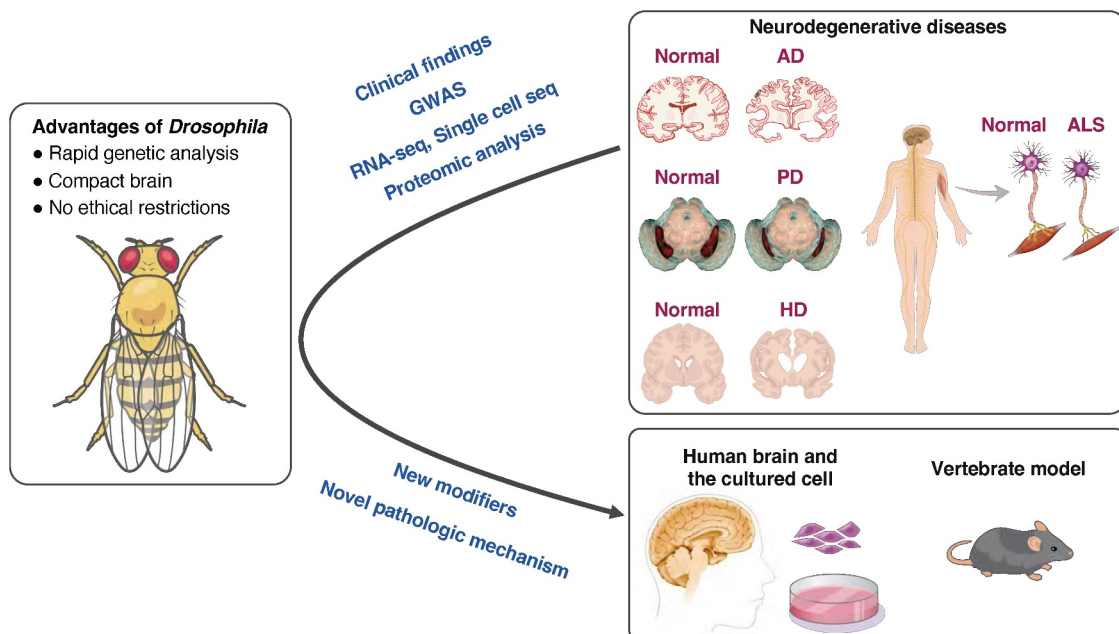 Advantages of Drosophila
● Rapid genetic analysis
● Compact brain
● No ethical restrictions
Clinical findings
GWAS
RNA-seq, Single cell seq
Proteomic analysis
New modifiers
Novel pathologic mechanism
Neurodegenerative diseases
Normal AD
Normal PD
Normal HD
Normal ALS
Human brain and
the cultured cell
Vertebrate model